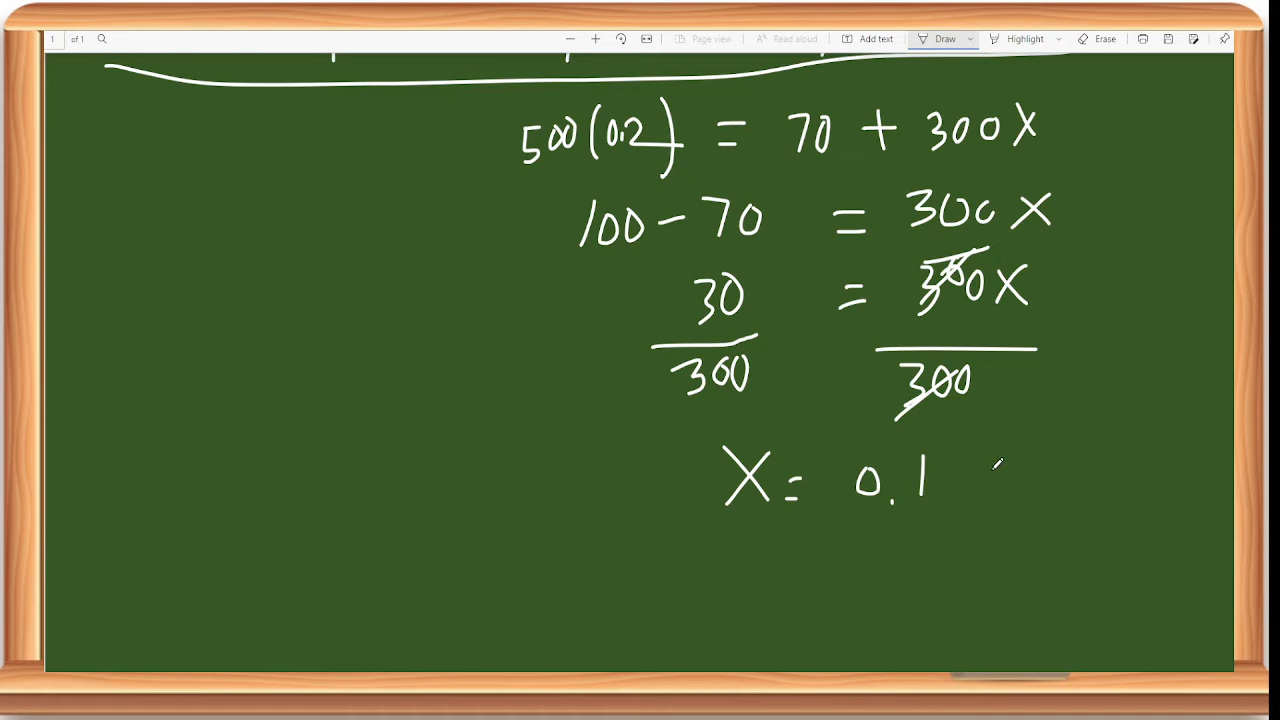 1 of 1 Page view Read aloud Add text Draw Highlight Erase
500(0.2) = 70 + 300X
100 - 70 = 300X
30 = 300X
300 300
X = 0.1